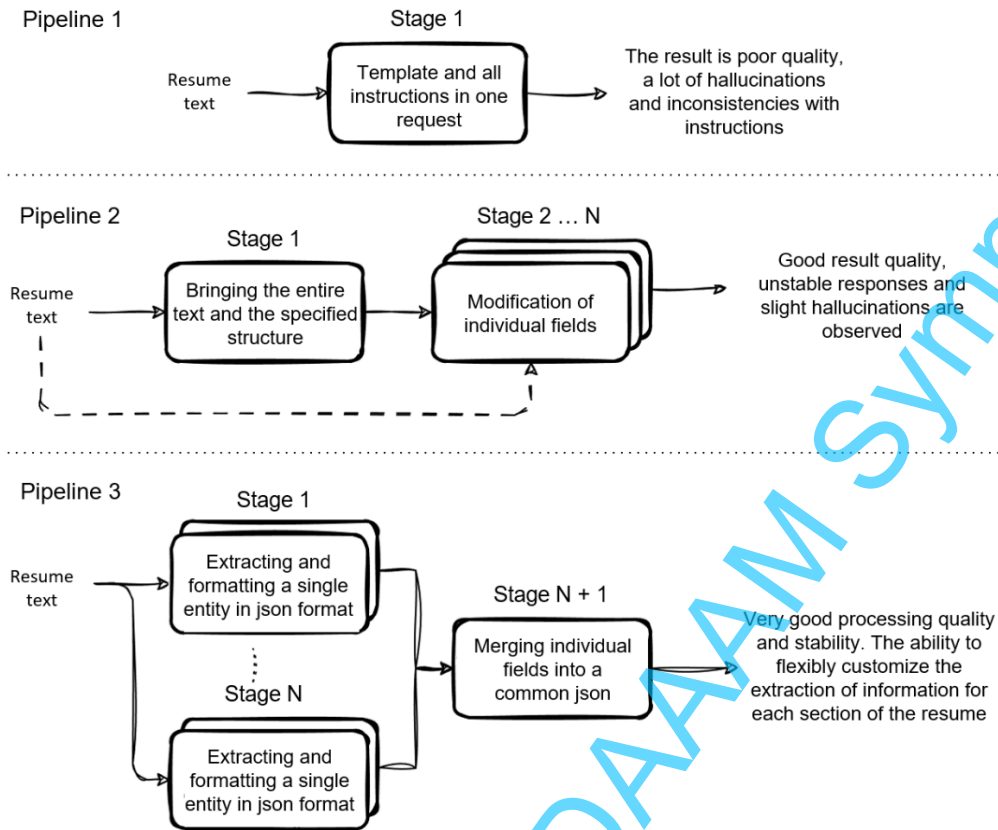 Pipeline 1
Stage 1
Resume
text
Template and all
instructions in one
request
The result is poor quality,
a lot of hallucinations
and inconsistencies with
instructions
Pipeline 2
Stage 1
Stage 2 ... N
Resume
text
Bringing the entire
text and the specified
structure
Modification of
individual fields
Good result quality,
unstable responses and
slight hallucinations are
observed
Pipeline 3
Stage 1
Resume
text
Extracting and
formatting a single
entity in json format
Stage N
Extracting and
formatting a single
entity in json format
Stage N + 1
Merging individual
fields into a
common json
Very good processing quality
and stability. The ability to
flexibly customize the
extraction of information for
each section of the resume
DAAAM